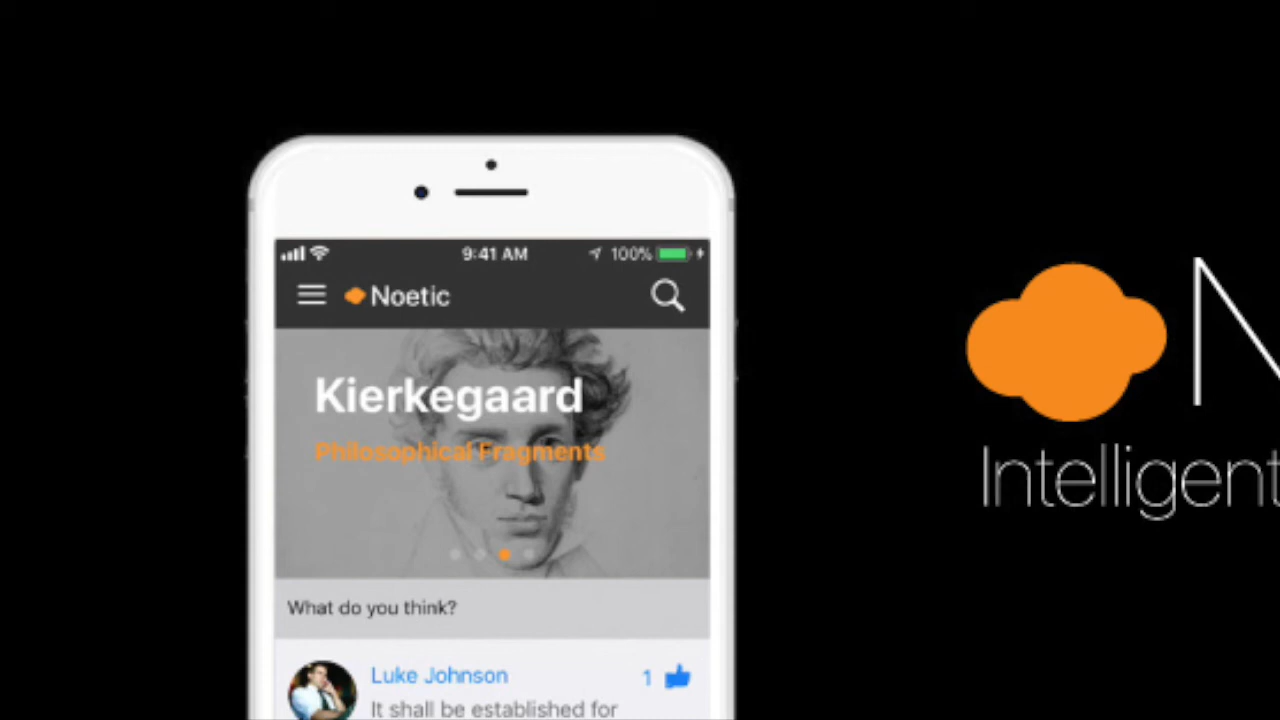 9:41 AM 100%
Noetic
Kierkegaard
Philosophical Fragments
What do you think?
Luke Johnson 1
It shall be established for
N
Intelligent